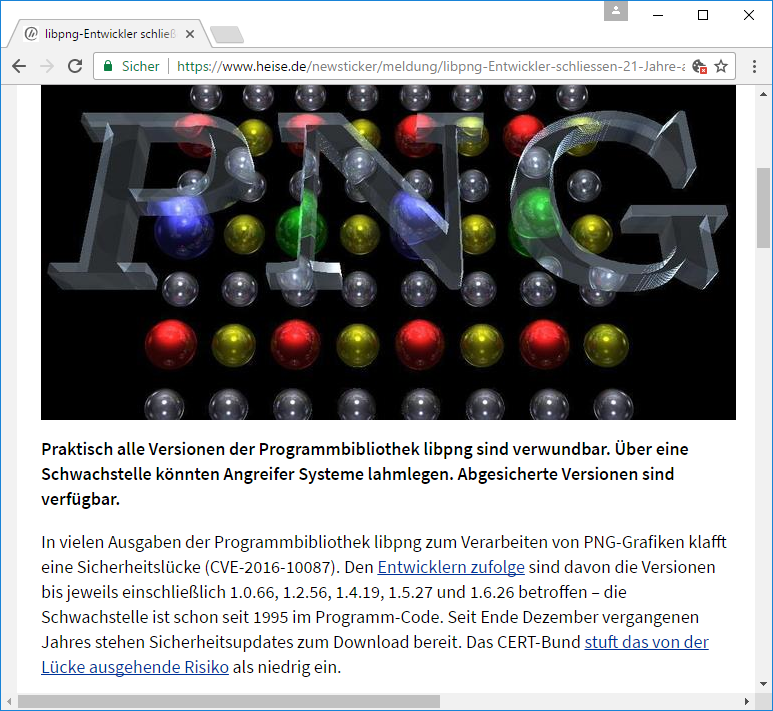 libpng-Entwickler schließ
Sicher
https://www.heise.de/newsticker/meldung/libpng-Entwickler-schliessen-21-Jahre-a
PNG
Praktisch alle Versionen der Programmbibliothek libpng sind verwundbar. Über eine
Schwachstelle könnten Angreifer Systeme lahmlegen. Abgesicherte Versionen sind
verfügbar.
In vielen Ausgaben der Programmbibliothek libpng zum Verarbeiten von PNG-Grafiken klafft
eine Sicherheitslücke (CVE-2016-10087). Den Entwicklern zufolge sind davon die Versionen
bis jeweils einschließlich 1.0.66, 1.2.56, 1.4.19, 1.5.27 und 1.6.26 betroffen – die
Schwachstelle ist schon seit 1995 im Programm-Code. Seit Ende Dezember vergangenen
Jahres stehen Sicherheitsupdates zum Download bereit. Das CERT-Bund stuft das von der
Lücke ausgehende Risiko als niedrig ein.